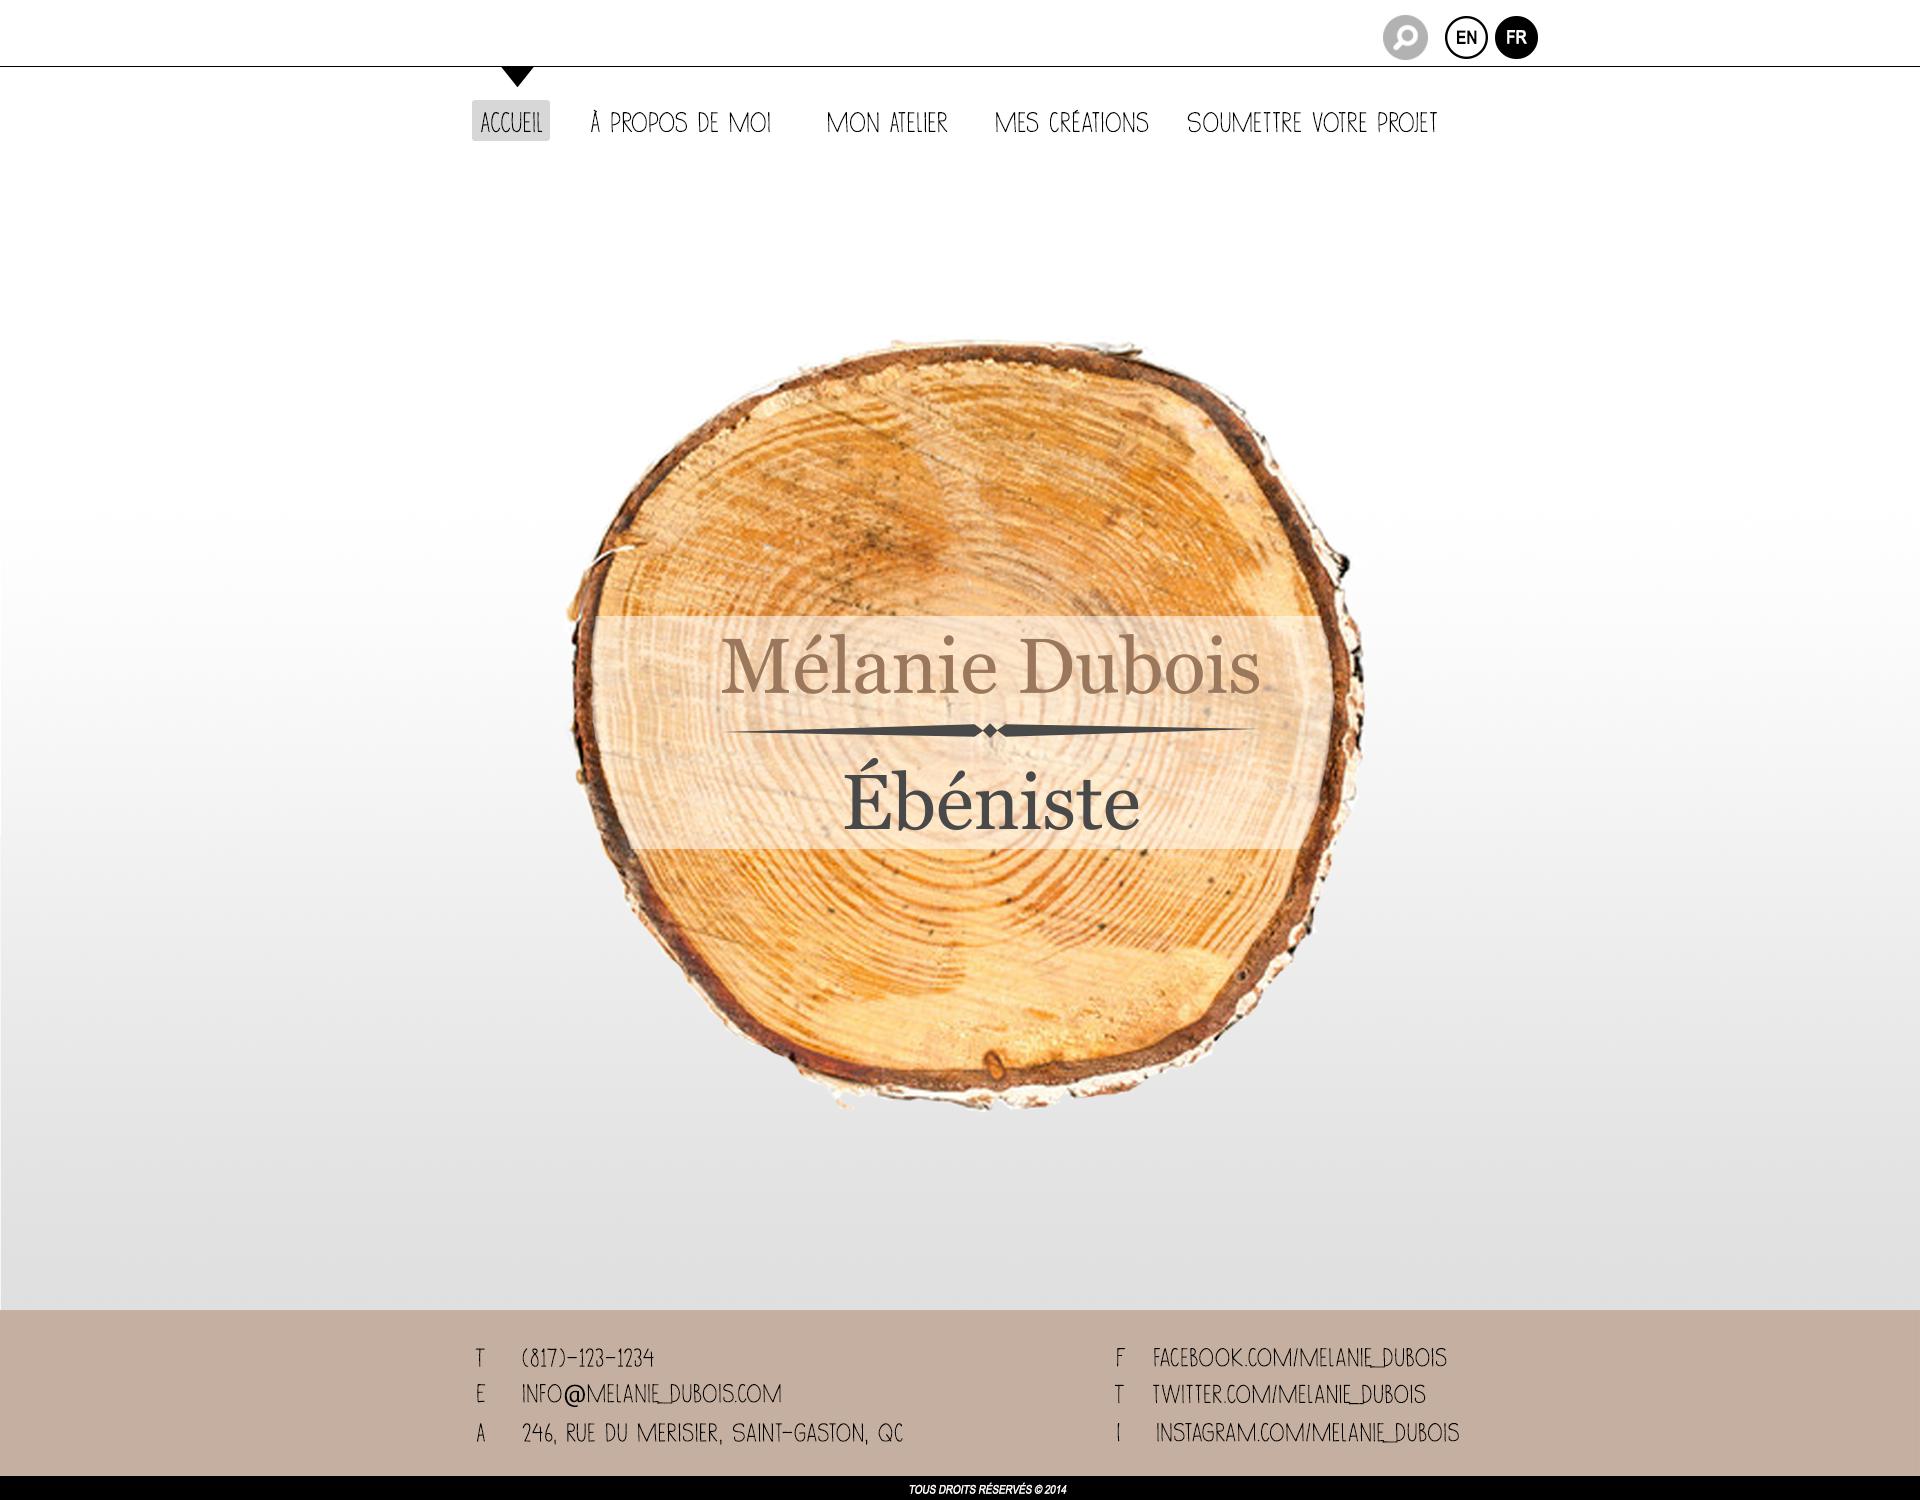 EN FR
ACCUEIL À PROPOS DE MOI MON ATELIER MES CRÉATIONS SOUMETTRE VOTRE PROJET
Mélanie Dubois
Ébéniste
T (817)-123-1234
E INFO@MELANIE_DUBOIS.COM
A 246, RUE DU MERISIER, SAINT-GASTON, QC
F FACEBOOK.COM/MELANIE_DUBOIS
T TWITTER.COM/MELANIE_DUBOIS
I INSTAGRAM.COM/MELANIE_DUBOIS
TOUS DROITS RÉSERVÉS © 2014